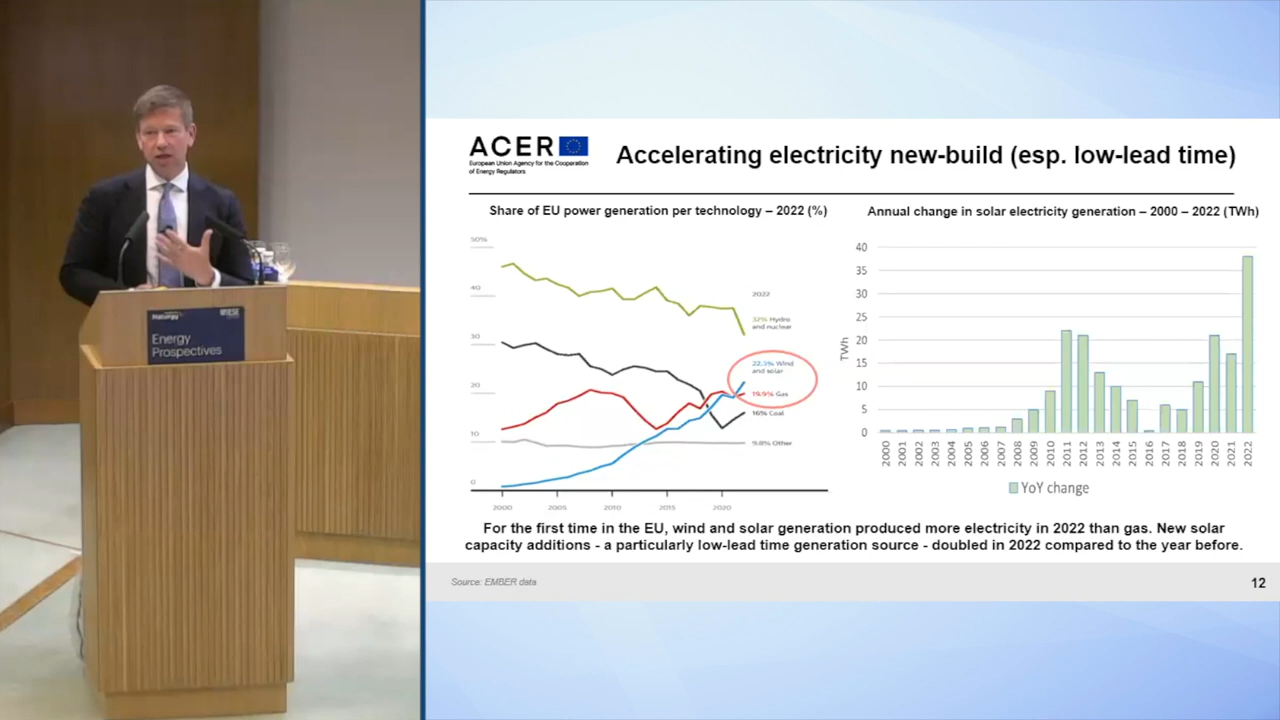 Naturgy
IESE
Energy
Prospectives
ACER
European Union Agency for the Cooperation
of Energy Regulators
Accelerating electricity new-build (esp. low-lead time)
Share of EU power generation per technology – 2022 (%)
50%
40
30
20
10
0
2000
2005
2010
2015
2020
2022
32% Hydro
and nuclear
22.3% Wind
and solar
19.9% Gas
16% Coal
9.8% Other
Annual change in solar electricity generation – 2000 – 2022 (TWh)
TWh
40
35
30
25
20
15
10
5
0
2000
2001
2002
2003
2004
2005
2006
2007
2008
2009
2010
2011
2012
2013
2014
2015
2016
2017
2018
2019
2020
2021
2022
YoY change
For the first time in the EU, wind and solar generation produced more electricity in 2022 than gas. New solar
capacity additions - a particularly low-lead time generation source - doubled in 2022 compared to the year before.
Source: EMBER data
12